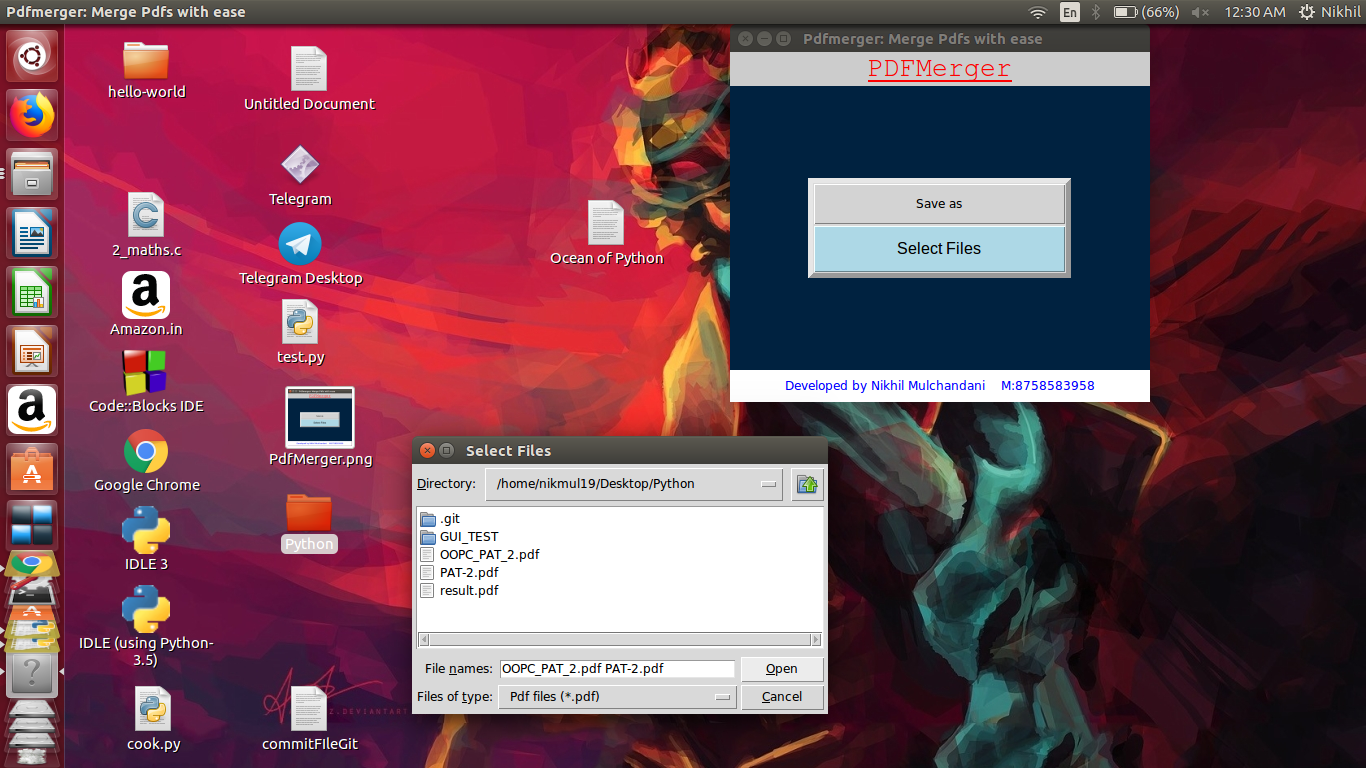 Pdfmerger: Merge Pdfs with ease
En
(66%)
12:30 AM
Nikhil
hello-world
Untitled Document
Telegram
2_maths.c
Telegram Desktop
Amazon.in
test.py
Code::Blocks IDE
PdfMerger.png
Google Chrome
Python
IDLE 3
IDLE (using Python-
3.5)
cook.py
commitFIleGit
Ocean of Python
Pdfmerger: Merge Pdfs with ease
PDFMerger
Save as
Select Files
Developed by Nikhil Mulchandani M:8758583958
Select Files
Directory: /home/nikmul19/Desktop/Python
.git
GUI_TEST
OOPC_PAT_2.pdf
PAT-2.pdf
result.pdf
File names: OOPC_PAT_2.pdf PAT-2.pdf Open
Files of type: Pdf files (*.pdf) Cancel